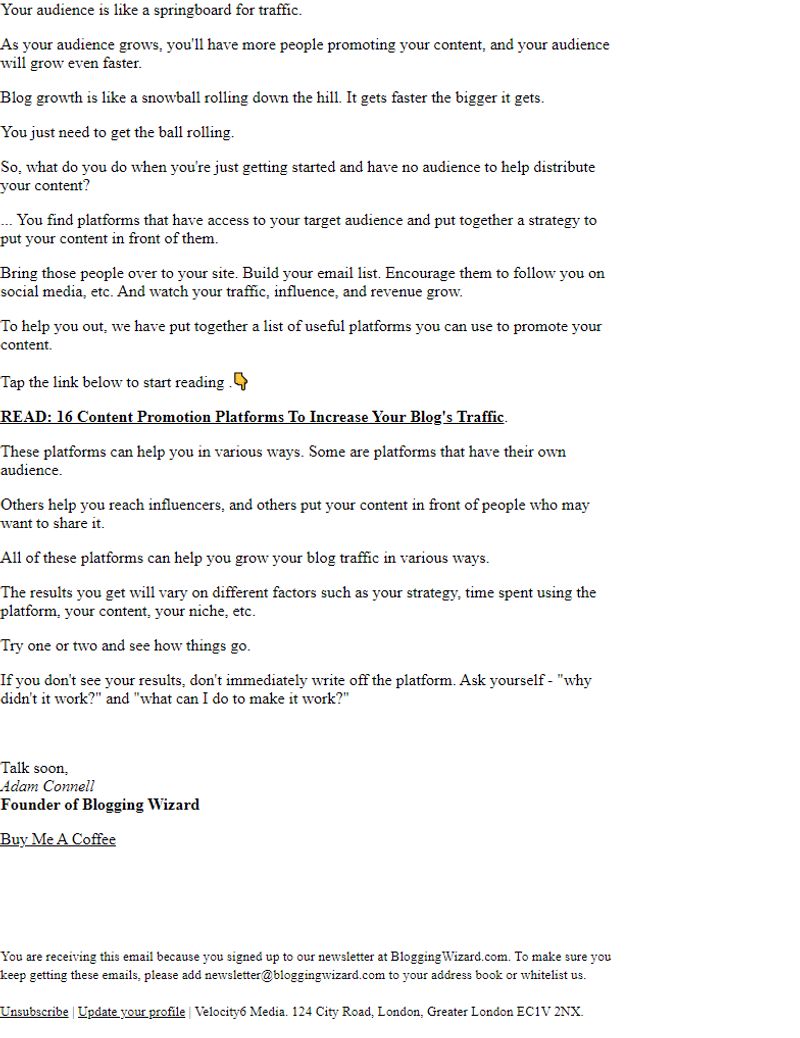 Your audience is like a springboard for traffic.
As your audience grows, you'll have more people promoting your content, and your audience
will grow even faster.
Blog growth is like a snowball rolling down the hill. It gets faster the bigger it gets.
You just need to get the ball rolling.
So, what do you do when you're just getting started and have no audience to help distribute
your content?
... You find platforms that have access to your target audience and put together a strategy to
put your content in front of them.
Bring those people over to your site. Build your email list. Encourage them to follow you on
social media, etc. And watch your traffic, influence, and revenue grow.
To help you out, we have put together a list of useful platforms you can use to promote your
content.
Tap the link below to start reading .👇
READ: 16 Content Promotion Platforms To Increase Your Blog's Traffic.
These platforms can help you in various ways. Some are platforms that have their own
audience.
Others help you reach influencers, and others put your content in front of people who may
want to share it.
All of these platforms can help you grow your blog traffic in various ways.
The results you get will vary on different factors such as your strategy, time spent using the
platform, your content, your niche, etc.
Try one or two and see how things go.
If you don't see your results, don't immediately write off the platform. Ask yourself - "why
didn't it work?" and "what can I do to make it work?"
Talk soon,
Adam Connell
Founder of Blogging Wizard
Buy Me A Coffee
You are receiving this email because you signed up to our newsletter at BloggingWizard.com. To make sure you
keep getting these emails, please add newsletter@bloggingwizard.com to your address book or whitelist us.
Unsubscribe | Update your profile | Velocity6 Media. 124 City Road, London, Greater London EC1V 2NX.